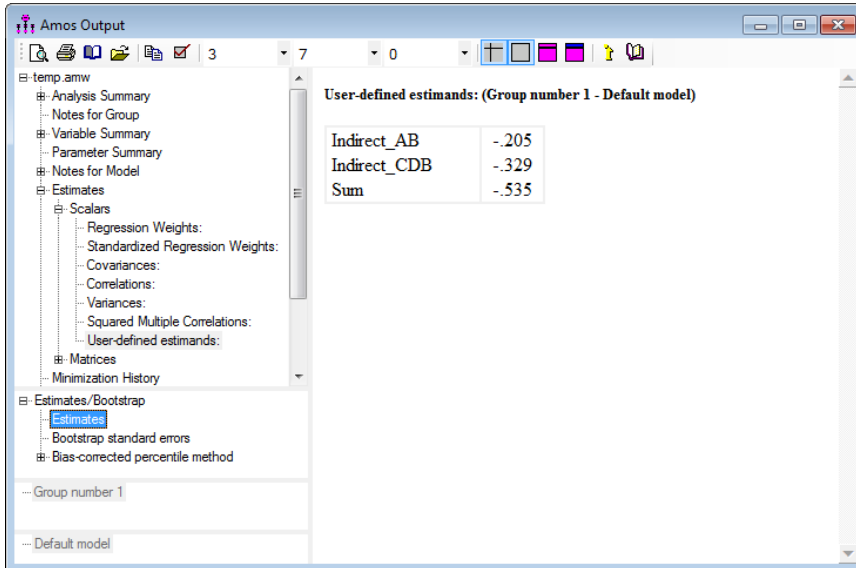 Amos Output
3 7 0
temp.amw
Analysis Summary
Notes for Group
Variable Summary
Parameter Summary
Notes for Model
Estimates
Scalars
Regression Weights:
Standardized Regression Weights:
Covariances:
Correlations:
Variances:
Squared Multiple Correlations:
User-defined estimands:
Matrices
Minimization History
Estimates/Bootstrap
Estimates
Bootstrap standard errors
Bias-corrected percentile method
Group number 1
Default model
User-defined estimands: (Group number 1 - Default model)
Indirect_AB -.205
Indirect_CDB -.329
Sum -.535